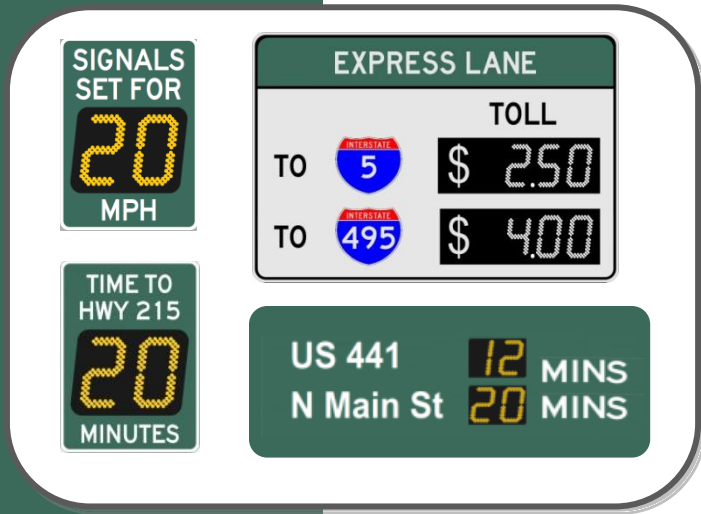 SIGNALS
SET FOR
20
MPH
EXPRESS LANE
TOLL
TO INTERSTATE 5 $ 2.50
TO INTERSTATE 495 $ 4.00
TIME TO
HWY 215
20
MINUTES
US 441 12 MINS
N Main St 20 MINS